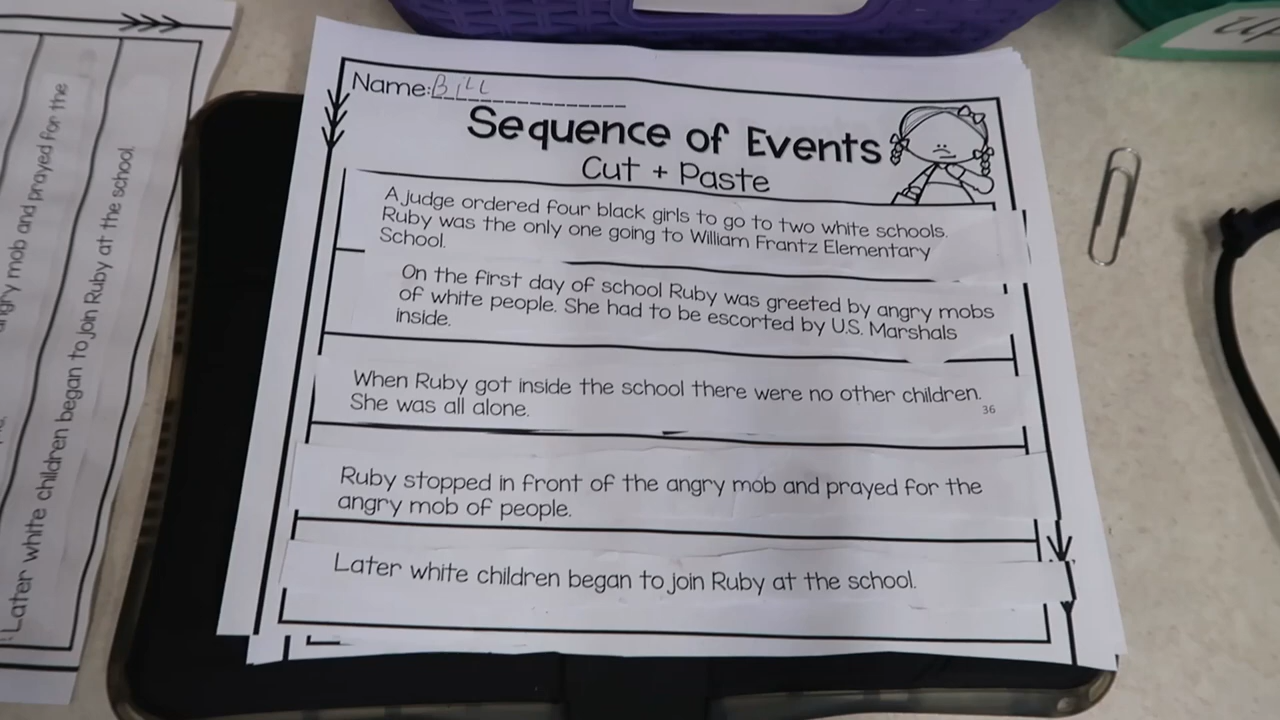 Name: BILL
Sequence of Events
Cut + Paste
A judge ordered four black girls to go to two white schools.
Ruby was the only one going to William Frantz Elementary
School.
On the first day of school Ruby was greeted by angry mobs
of white people. She had to be escorted by U.S. Marshals
inside.
When Ruby got inside the school there were no other children.
She was all alone.
36
Ruby stopped in front of the angry mob and prayed for the
angry mob of people.
Later white children began to join Ruby at the school.
angry mob and prayed for the
Later white children began to join Ruby at the school.